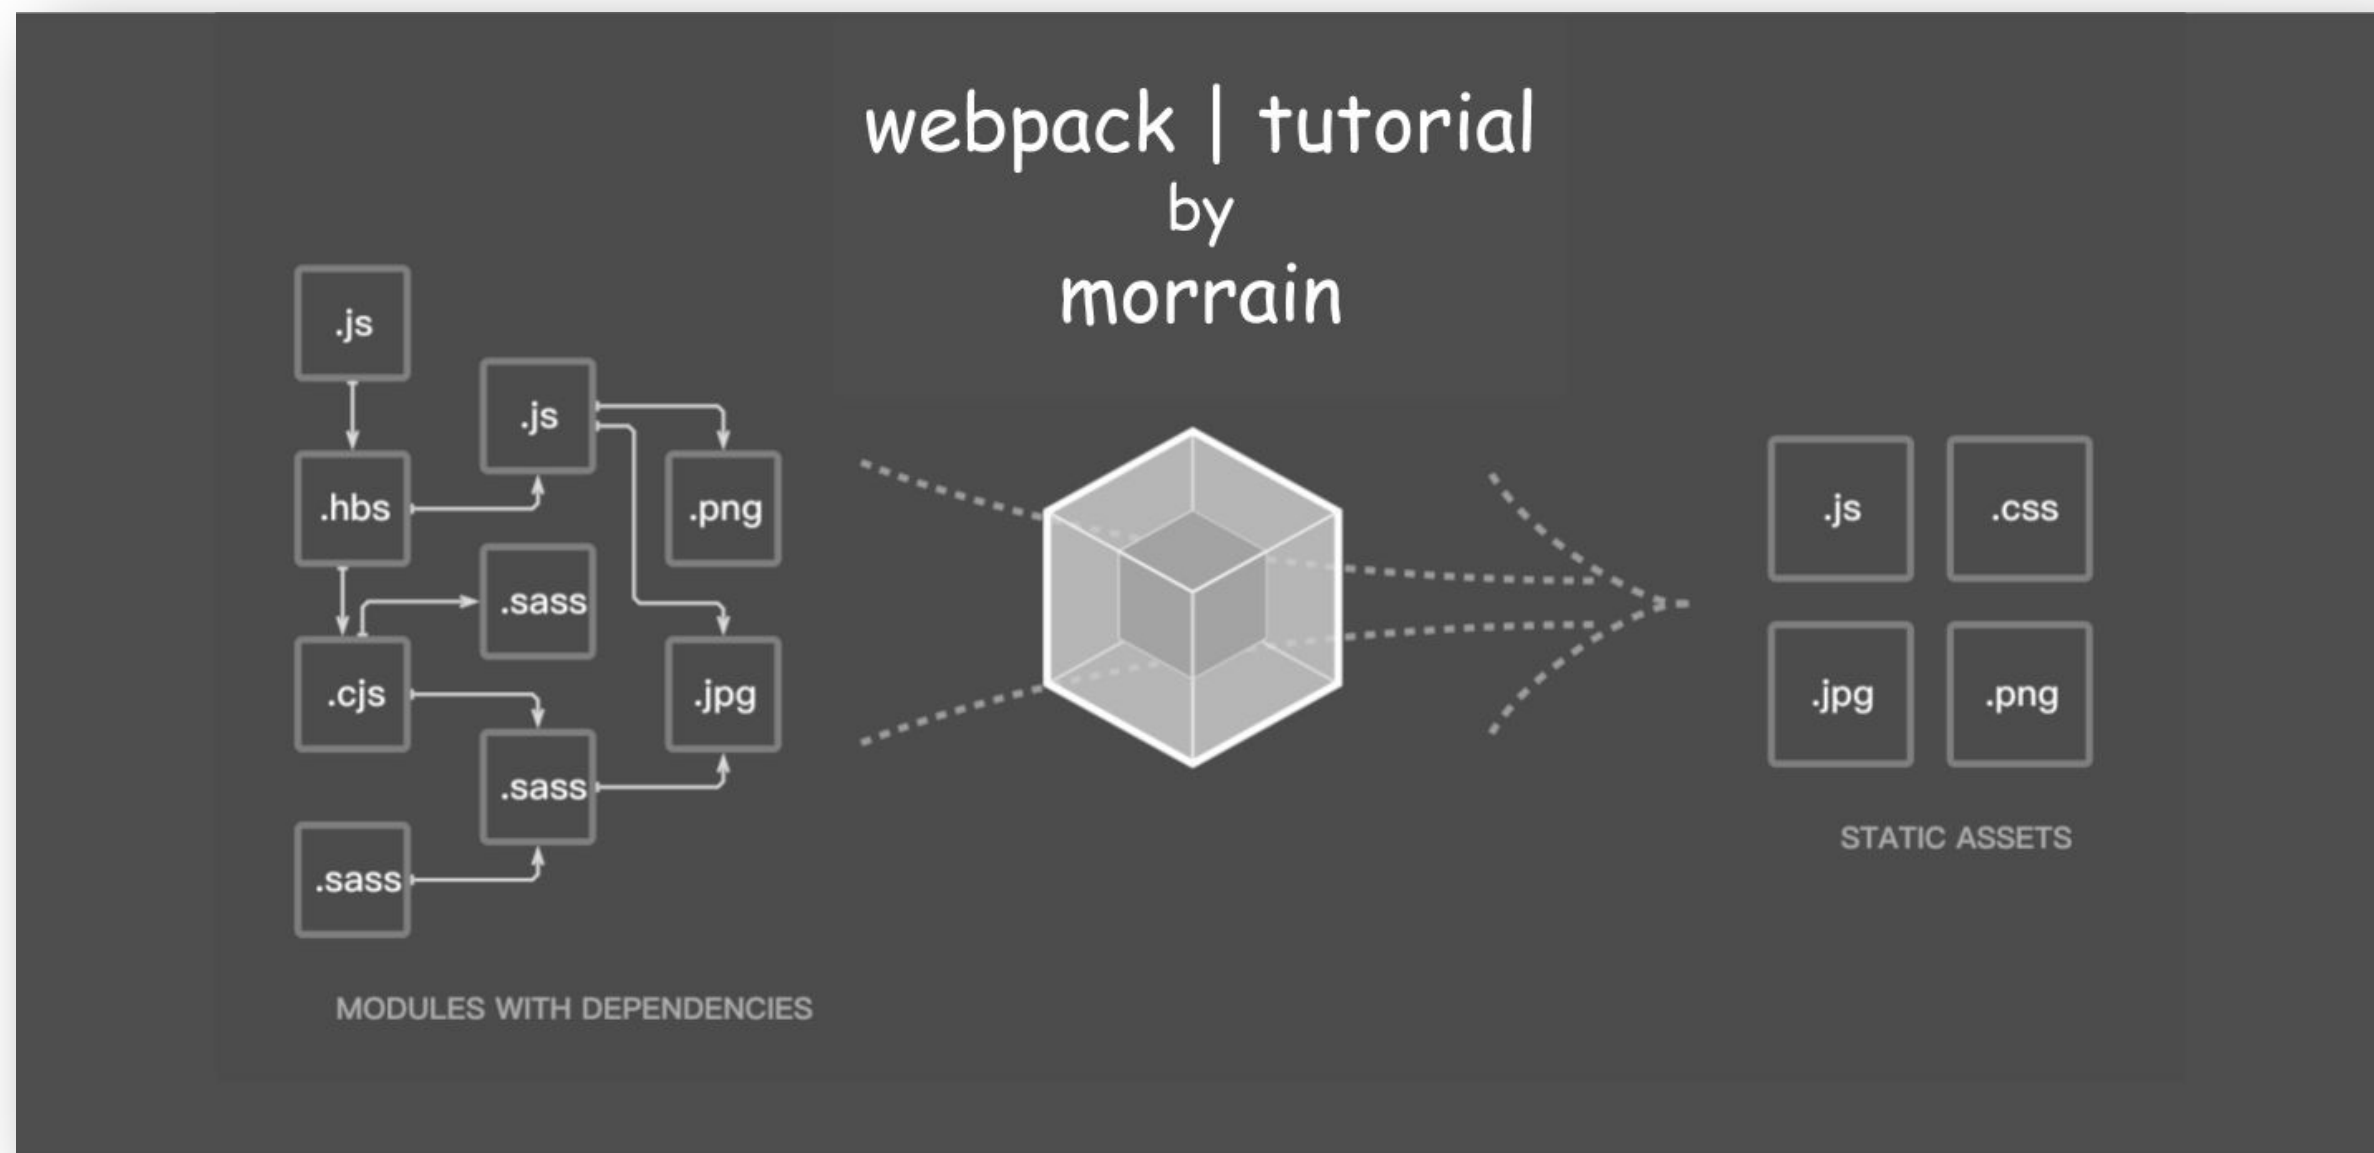 webpack | tutorial
by
morrain
.js
.js
.hbs
.png
.sass
.cjs
.jpg
.sass
.sass
MODULES WITH DEPENDENCIES
.js
.css
.jpg
.png
STATIC ASSETS